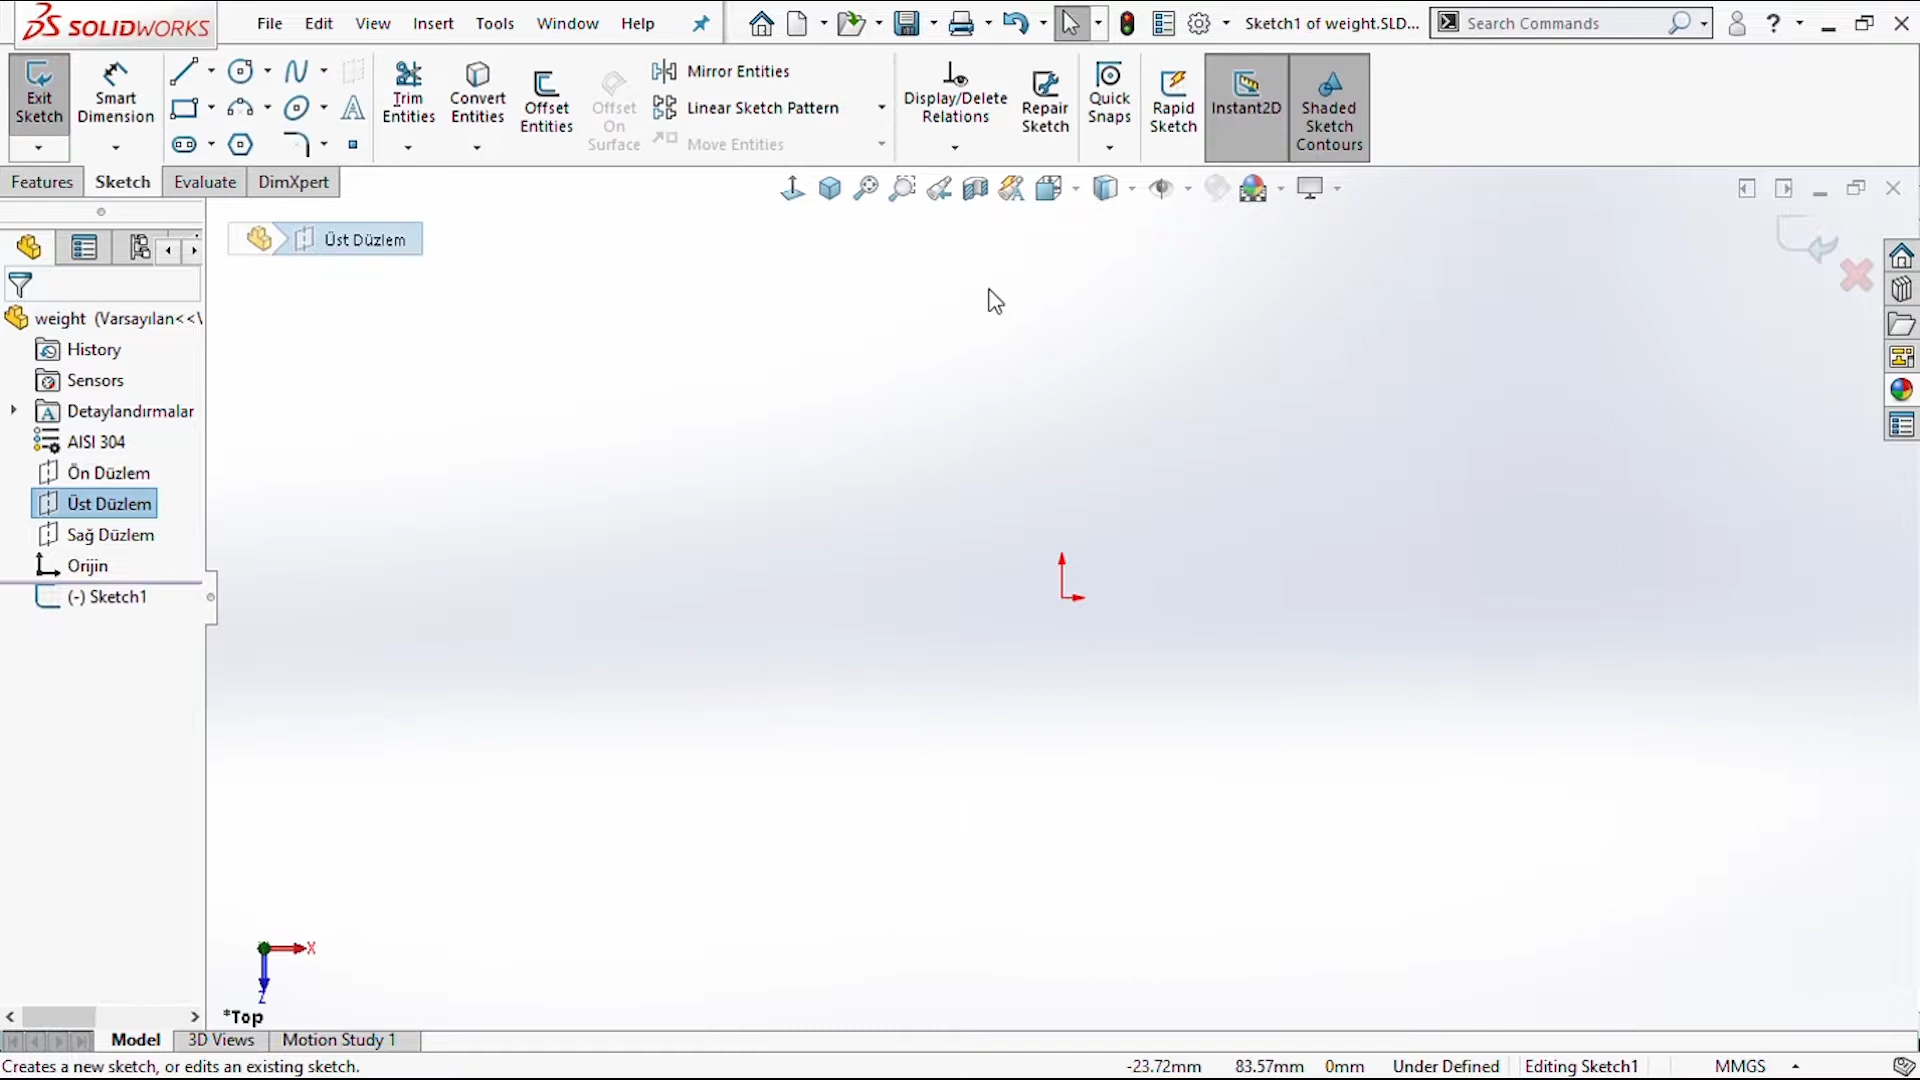 SOLIDWORKS File Edit View Insert Tools Window Help Sketch1 of weight.SLD... Search Commands ?
Exit Sketch
Smart Dimension
Trim Entities
Convert Entities
Offset Entities
Offset On Surface
Mirror Entities
Linear Sketch Pattern
Move Entities
Display/Delete Relations
Repair Sketch
Quick Snaps
Rapid Sketch
Instant2D
Shaded Sketch Contours
Features Sketch Evaluate DimXpert
Üst Düzlem
weight (Varsayılan<<\
History
Sensors
Detaylandırmalar
AISI 304
Ön Düzlem
Üst Düzlem
Sağ Düzlem
Orijin
(-) Sketch1
X
Z
*Top
Model 3D Views Motion Study 1
Creates a new sketch, or edits an existing sketch. -23.72mm 83.57mm 0mm Under Defined Editing Sketch1 MMGS